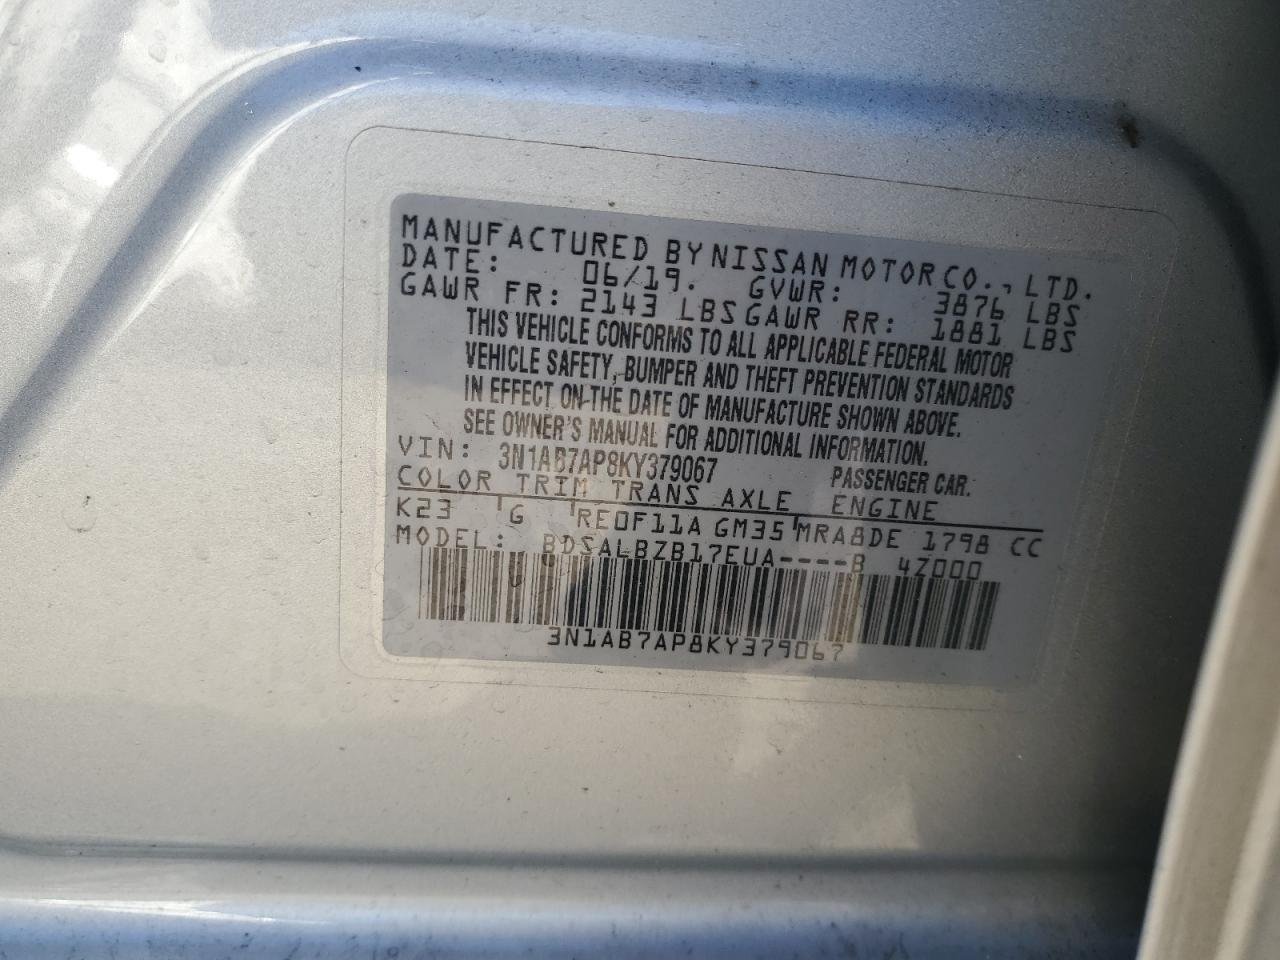 MANUFACTURED BY NISSAN MOTOR CO., LTD.
DATE: 06/19. GVWR: 3876 LBS
GAWR FR: 2143 LBS GAWR RR: 1881 LBS
THIS VEHICLE CONFORMS TO ALL APPLICABLE FEDERAL MOTOR
VEHICLE SAFETY, BUMPER AND THEFT PREVENTION STANDARDS
IN EFFECT ON THE DATE OF MANUFACTURE SHOWN ABOVE.
SEE OWNER'S MANUAL FOR ADDITIONAL INFORMATION.
VIN: 3N1AB7AP8KY379067 PASSENGER CAR.
COLOR TRIM TRANS AXLE ENGINE
K23 G RE0F11A GM35 MRA8DE 1798 CC
MODEL: BDSALBZB17EUA----B 4Z000
3N1AB7AP8KY379067